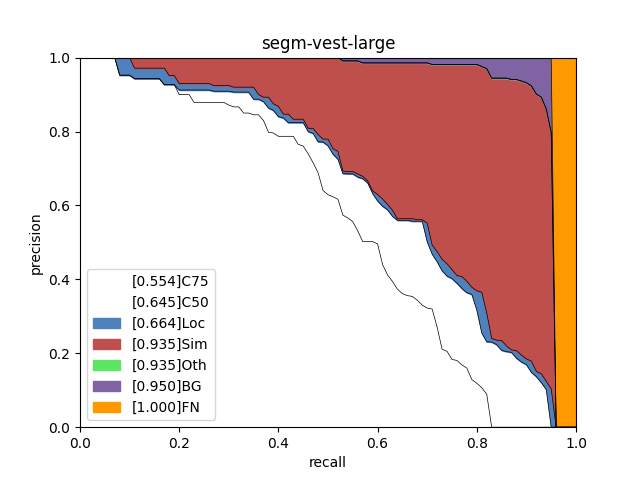 segm-vest-large
precision
1.0
0.8
0.6
0.4
0.2
0.0
[0.554]C75
[0.645]C50
[0.664]Loc
[0.935]Sim
[0.935]Oth
[0.950]BG
[1.000]FN
0.0 0.2 0.4 0.6 0.8 1.0
recall